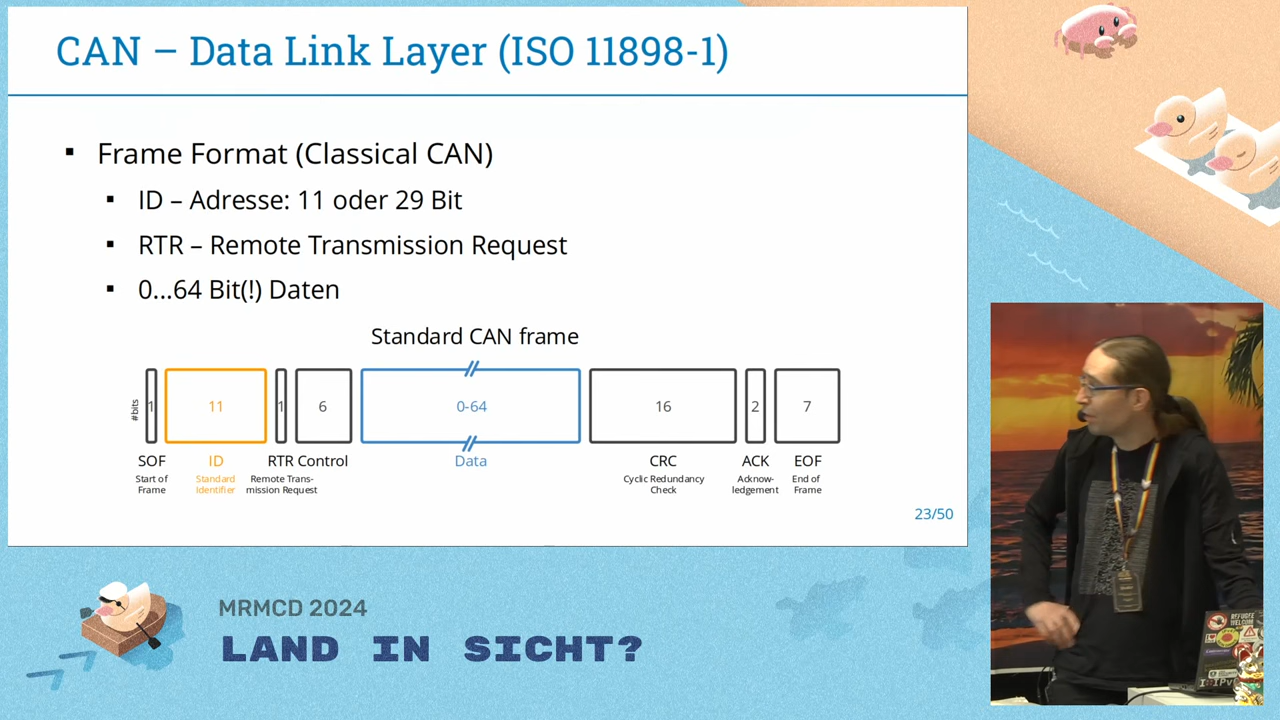 CAN – Data Link Layer (ISO 11898-1)
▪ Frame Format (Classical CAN)
▪ ID – Adresse: 11 oder 29 Bit
▪ RTR – Remote Transmission Request
▪ 0...64 Bit(!) Daten
Standard CAN frame
#bits
1 11 1 6 0-64 16 2 7
SOF ID RTR Control Data CRC ACK EOF
Start of Standard Remote Trans- Cyclic Redundancy Acknow- End of
Frame Identifier mission Request Check ledgement Frame
23/50
MRMCD 2024
LAND IN SICHT?
REFUGEE
WELCOME